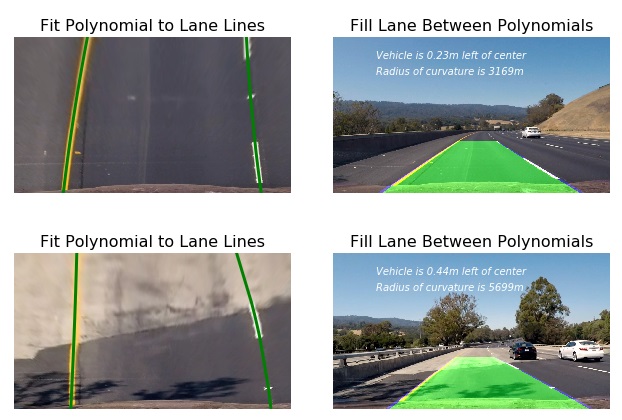 Fit Polynomial to Lane Lines
Fill Lane Between Polynomials
Vehicle is 0.23m left of center
Radius of curvature is 3169m
Fit Polynomial to Lane Lines
Fill Lane Between Polynomials
Vehicle is 0.44m left of center
Radius of curvature is 5699m